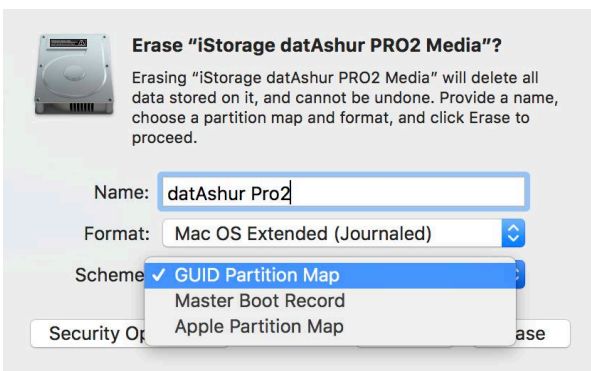 Erase “iStorage datAshur PRO2 Media”?
Erasing “iStorage datAshur PRO2 Media” will delete all
data stored on it, and cannot be undone. Provide a name,
choose a partition map and format, and click Erase to
proceed.
Name: datAshur Pro2
Format: Mac OS Extended (Journaled)
Scheme ✓ GUID Partition Map
Master Boot Record
Apple Partition Map
Security Op ase